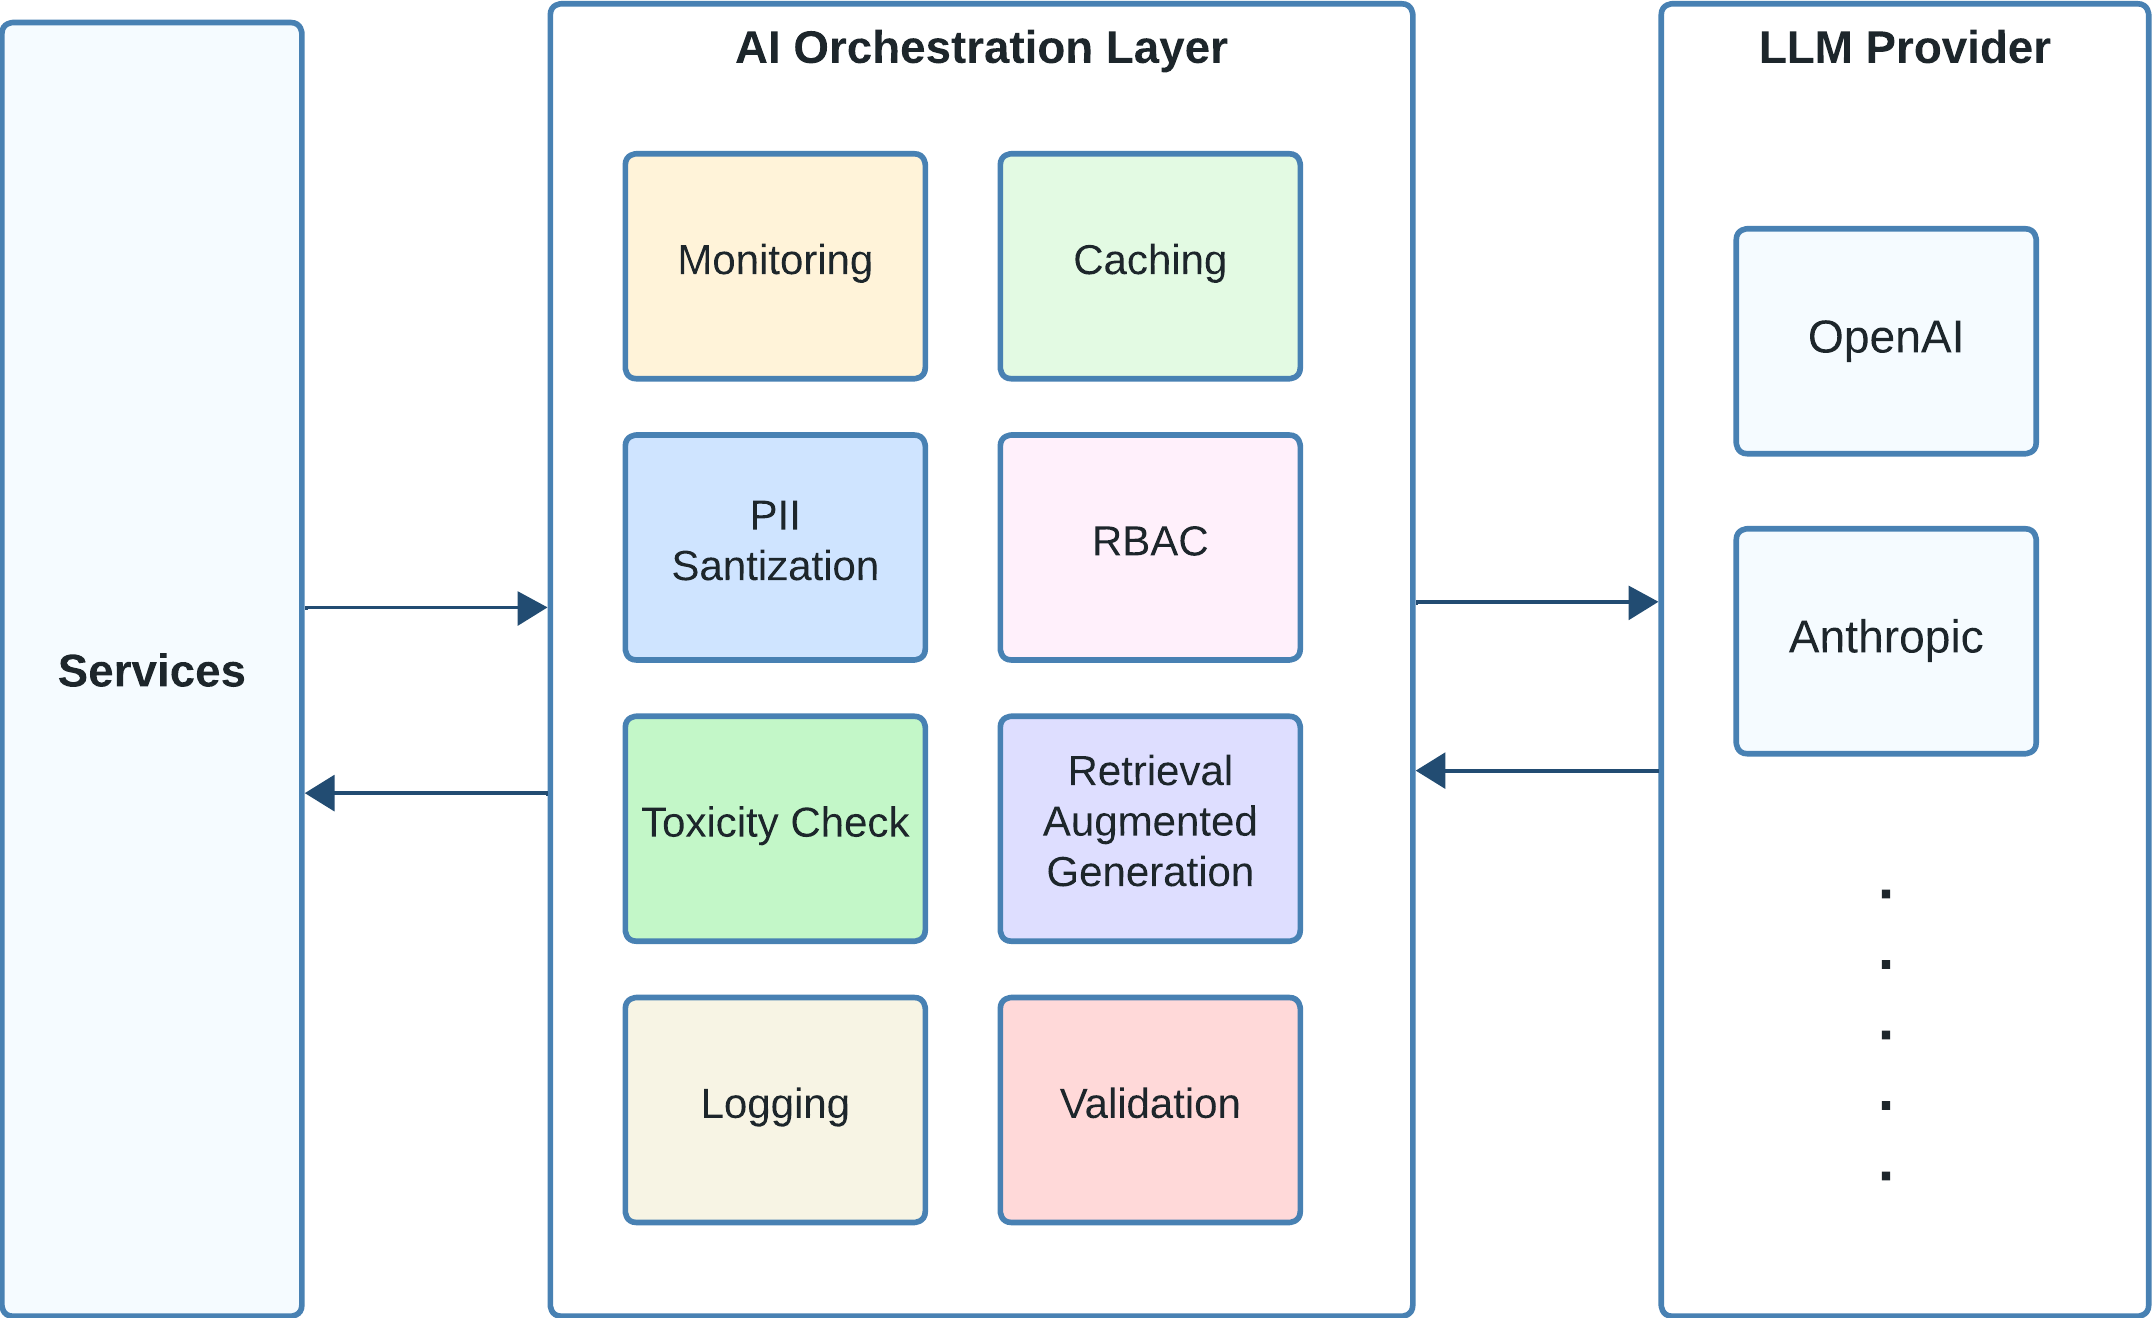 AI Orchestration Layer
LLM Provider
Services
Monitoring
Caching
PII
Santization
RBAC
Toxicity Check
Retrieval
Augmented
Generation
Logging
Validation
OpenAI
Anthropic
.
.
.
.
.